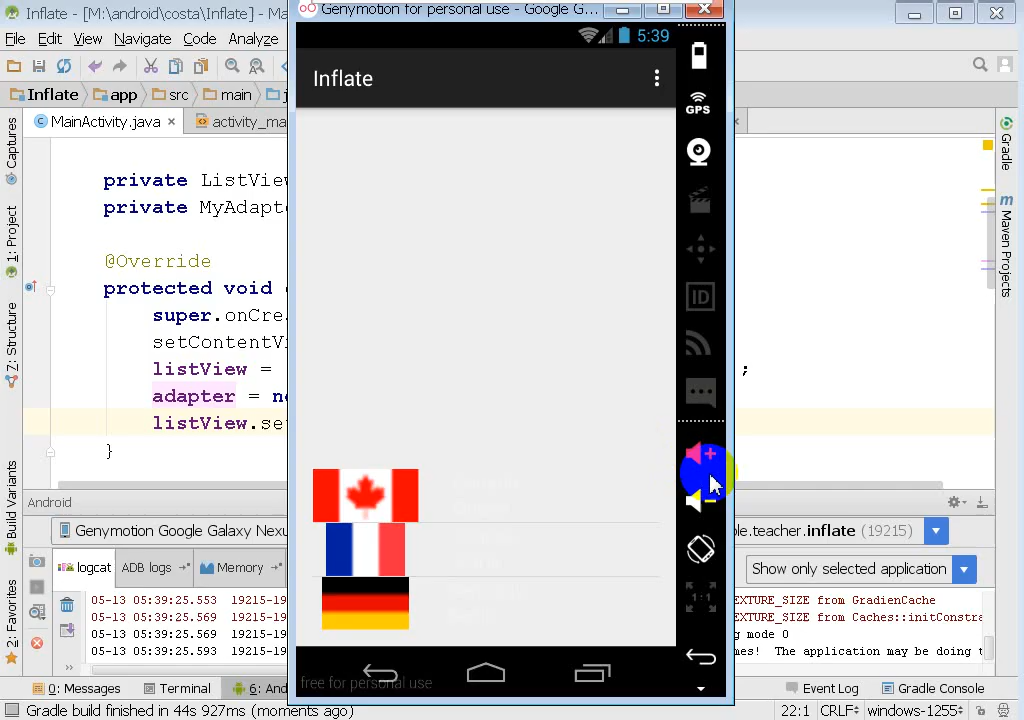 Inflate - [M:\android\costa\Inflate] - Ma
Genymotion for personal use - Google G...
File Edit View Navigate Code Analyze
5:39
Inflate
Inflate app src main j
MainActivity.java × activity_ma
GPS
ID
1:1
private ListView
private MyAdapt
@Override
protected void
super.onCre
setContentVi
listView = ;
adapter = n
listView.se
}
Captures
1: Project
7: Structure
Build Variants
2: Favorites
Gradle
m
Maven Projects
Android
Genymotion Google Galaxy Nexu
ple.teacher.inflate (19215)
logcat ADB logs Memory
Show only selected application
05-13 05:39:25.553 19215-19
05-13 05:39:25.569 19215-19
05-13 05:39:25.569 19215-19
05-13 05:39:25.593 19215-19
EXTURE_SIZE from GradienCache
EXTURE_SIZE from Caches::initConstra
g mode 0
mes! The application may be doing t
free for personal use
0: Messages Terminal 6: And
Event Log Gradle Console
Gradle build finished in 44s 927ms (moments ago)
22:1 CRLF windows-1255